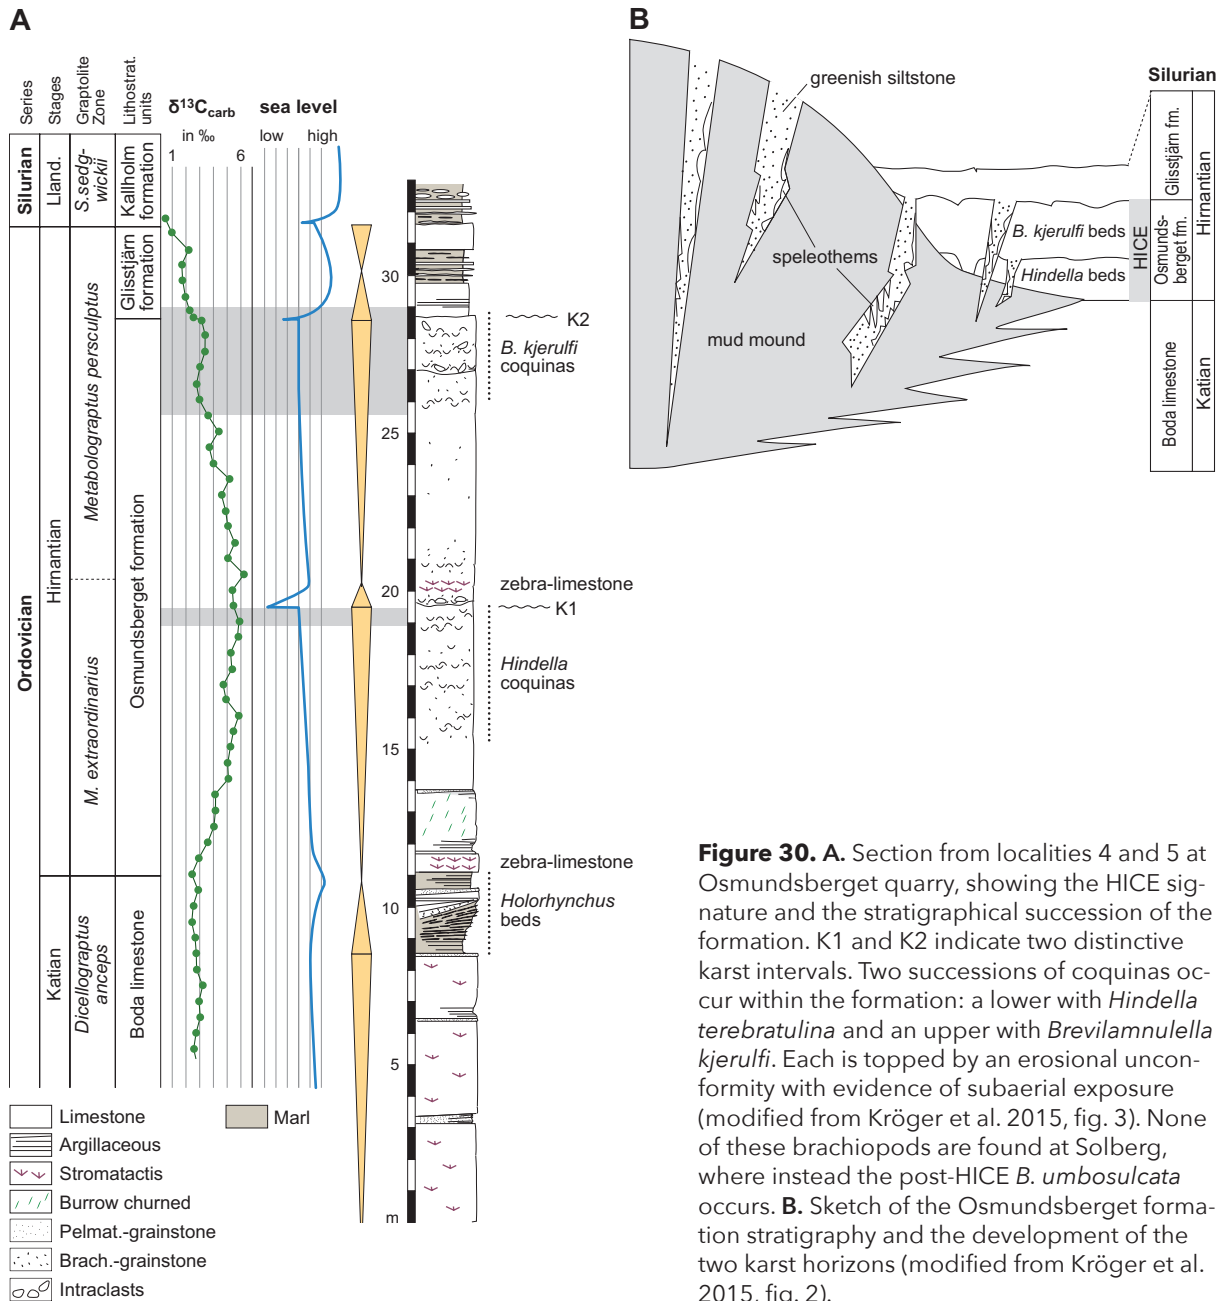 A
Series
Stages
Graptolite
Zone
Lithostrat.
units
δ13Ccarb
in ‰
1
6
sea level
low
high
Silurian
Lland.
S.sedg-
wickii
Kallholm
formation
Glisstjärn
formation
Metabolograptus persculptus
Ordovician
Hirnantian
Osmundsberget formation
M. extraordinarius
Katian
Dicellograptus
anceps
Boda limestone
30
25
20
15
10
5
m
K2
B. kjerulfi
coquinas
zebra-limestone
K1
Hindella
coquinas
zebra-limestone
Holorhynchus
beds
Limestone
Marl
Argillaceous
Stromatactis
Burrow churned
Pelmat.-grainstone
Brach.-grainstone
Intraclasts
B
greenish siltstone
speleothems
mud mound
B. kjerulfi beds
Hindella beds
HICE
Silurian
Glisstjärn fm.
Osmunds-
berget fm.
Boda limestone
Hirnantian
Katian
Figure 30. A. Section from localities 4 and 5 at
Osmundsberget quarry, showing the HICE sig-
nature and the stratigraphical succession of the
formation. K1 and K2 indicate two distinctive
karst intervals. Two successions of coquinas oc-
cur within the formation: a lower with Hindella
terebratulina and an upper with Brevilamnulella
kjerulfi. Each is topped by an erosional uncon-
formity with evidence of subaerial exposure
(modified from Kröger et al. 2015, fig. 3). None
of these brachiopods are found at Solberg,
where instead the post-HICE B. umbosulcata
occurs. B. Sketch of the Osmundsberget forma-
tion stratigraphy and the development of the
two karst horizons (modified from Kröger et al.
2015, fig. 2).